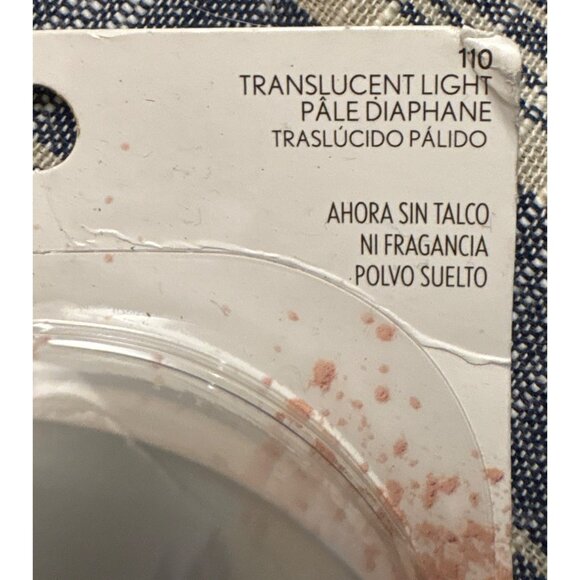 110
TRANSLUCENT LIGHT
PÂLE DIAPHANE
TRASLÚCIDO PÁLIDO
AHORA SIN TALCO
NI FRAGANCIA
POLVO SUELTO